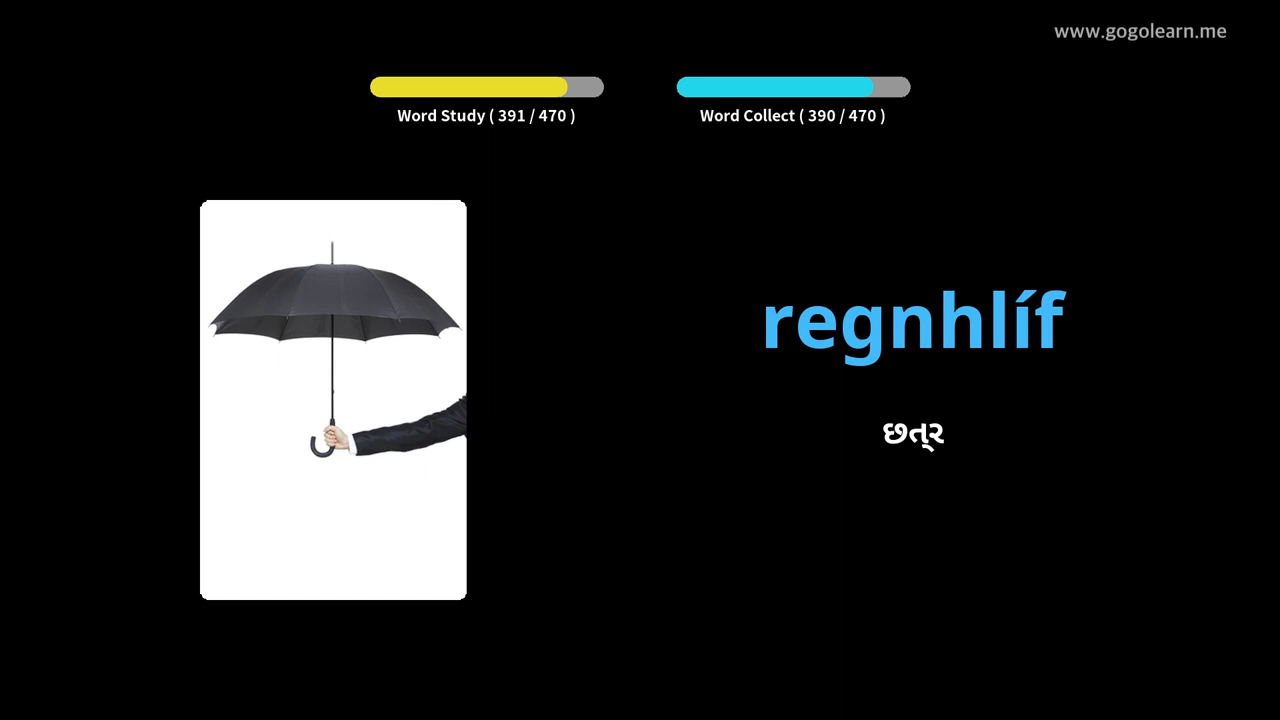 www.gogolearn.me
Word Study ( 391 / 470 )
Word Collect ( 390 / 470 )
regnhlíf
છત્ર